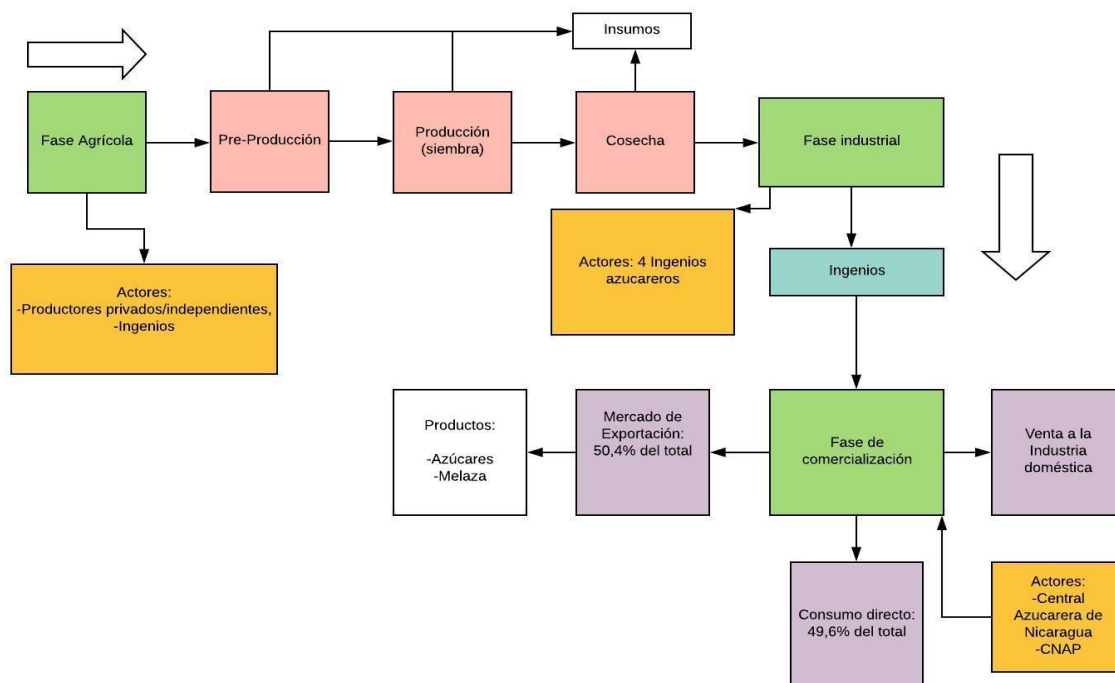 Insumos
Fase Agrícola
Pre-Producción
Producción
(siembra)
Cosecha
Fase industrial
Actores:
-Productores privados/independientes,
-Ingenios
Actores: 4 Ingenios
azucareros
Ingenios
Productos:
-Azúcares
-Melaza
Mercado de
Exportación:
50,4% del total
Fase de
comercialización
Venta a la
Industria
doméstica
Consumo directo:
49,6% del total
Actores:
-Central
Azucarera de
Nicaragua
-CNAP